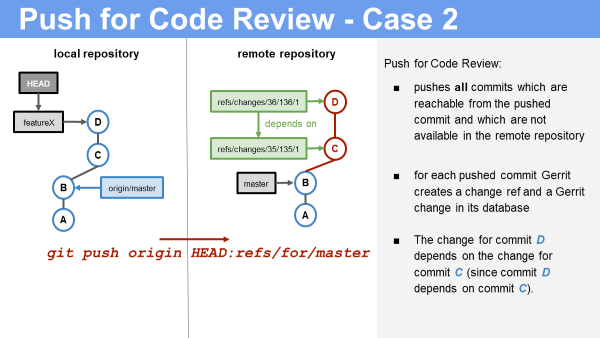 Push for Code Review - Case 2
local repository
remote repository
HEAD
featureX
D
C
B
origin/master
A
refs/changes/36/136/1
D
depends on
refs/changes/35/135/1
C
master
B
A
git push origin HEAD:refs/for/master
Push for Code Review:
■ pushes all commits which are
reachable from the pushed
commit and which are not
available in the remote repository
■ for each pushed commit Gerrit
creates a change ref and a Gerrit
change in its database
■ The change for commit D
depends on the change for
commit C (since commit D
depends on commit C).